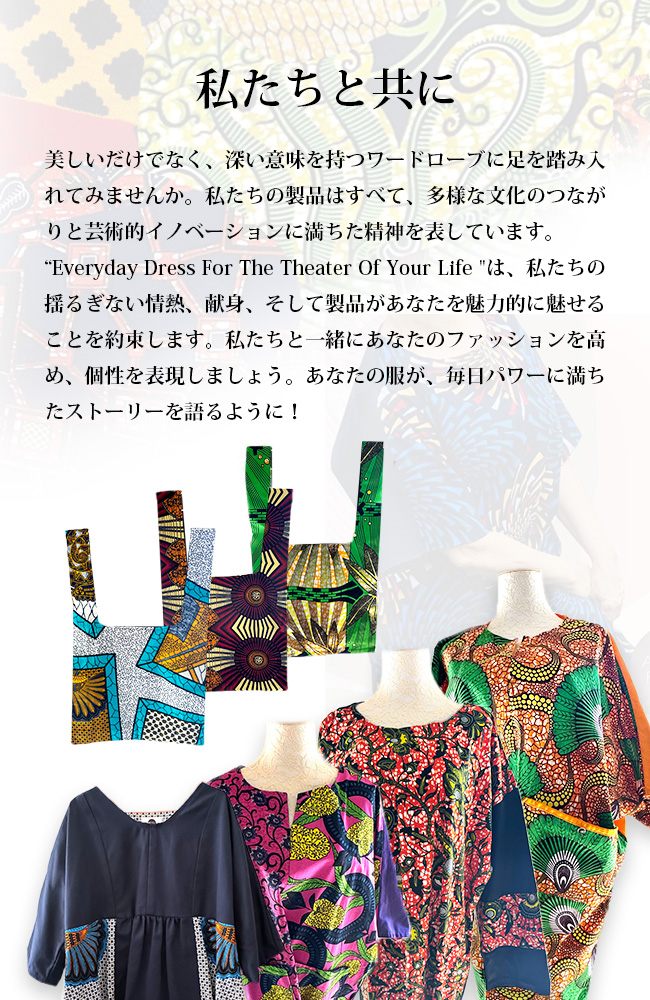 私たちと共に
美しいだけでなく、深い意味を持つワードローブに足を踏み入
れてみませんか。私たちの製品はすべて、多様な文化のつなが
りと芸術的イノベーションに満ちた精神を表しています。
“Everyday Dress For The Theater Of Your Life "は、私たちの
揺るぎない情熱、献身、そして製品があなたを魅力的に魅せる
ことを約束します。私たちと一緒にあなたのファッションを高
め、個性を表現しましょう。あなたの服が、毎日パワーに満ち
たストーリーを語るように！